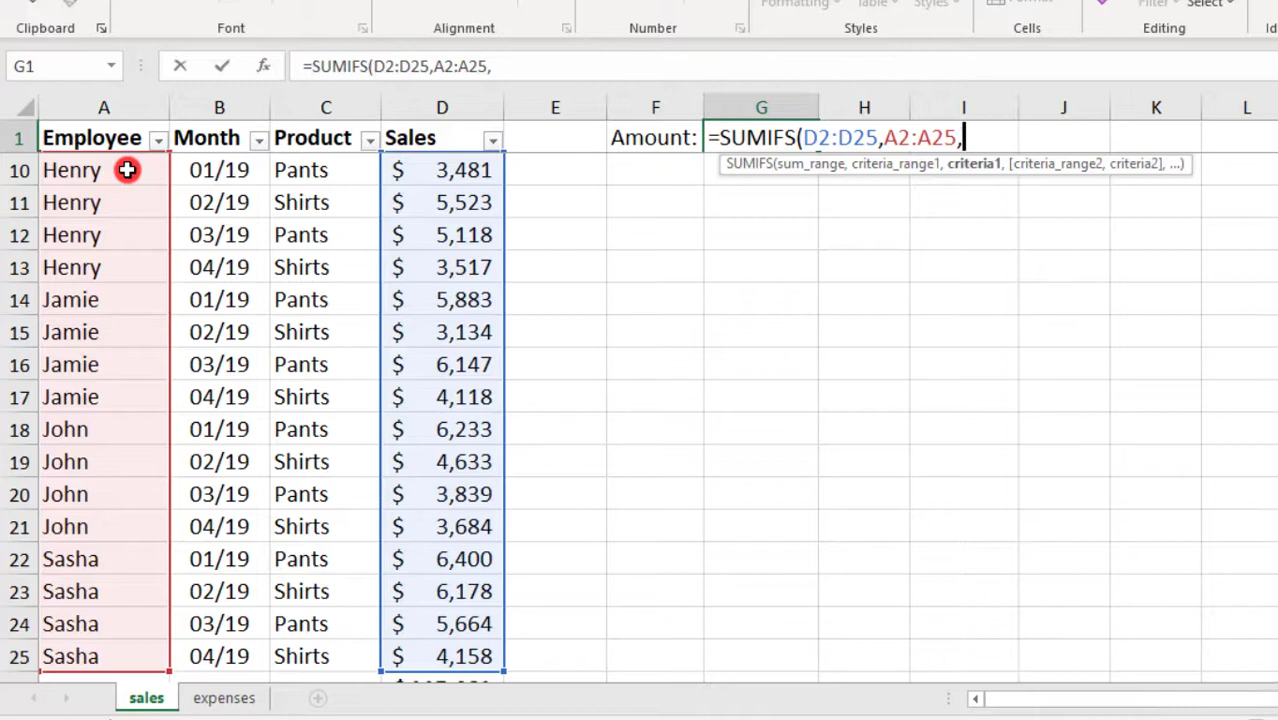 Formatting Table Styles Filter Select
Clipboard Font Alignment Number Styles Cells Editing
G1 fx =SUMIFS(D2:D25,A2:A25,
A B C D E F G H I J K L
1 Employee Month Product Sales Amount: =SUMIFS(D2:D25,A2:A25,
SUMIFS(sum_range, criteria_range1, criteria1, [criteria_range2, criteria2], ...)
10 Henry 01/19 Pants $ 3,481
11 Henry 02/19 Shirts $ 5,523
12 Henry 03/19 Pants $ 5,118
13 Henry 04/19 Shirts $ 3,517
14 Jamie 01/19 Pants $ 5,883
15 Jamie 02/19 Shirts $ 3,134
16 Jamie 03/19 Pants $ 6,147
17 Jamie 04/19 Shirts $ 4,118
18 John 01/19 Pants $ 6,233
19 John 02/19 Shirts $ 4,633
20 John 03/19 Pants $ 3,839
21 John 04/19 Shirts $ 3,684
22 Sasha 01/19 Pants $ 6,400
23 Sasha 02/19 Shirts $ 6,178
24 Sasha 03/19 Pants $ 5,664
25 Sasha 04/19 Shirts $ 4,158
sales expenses